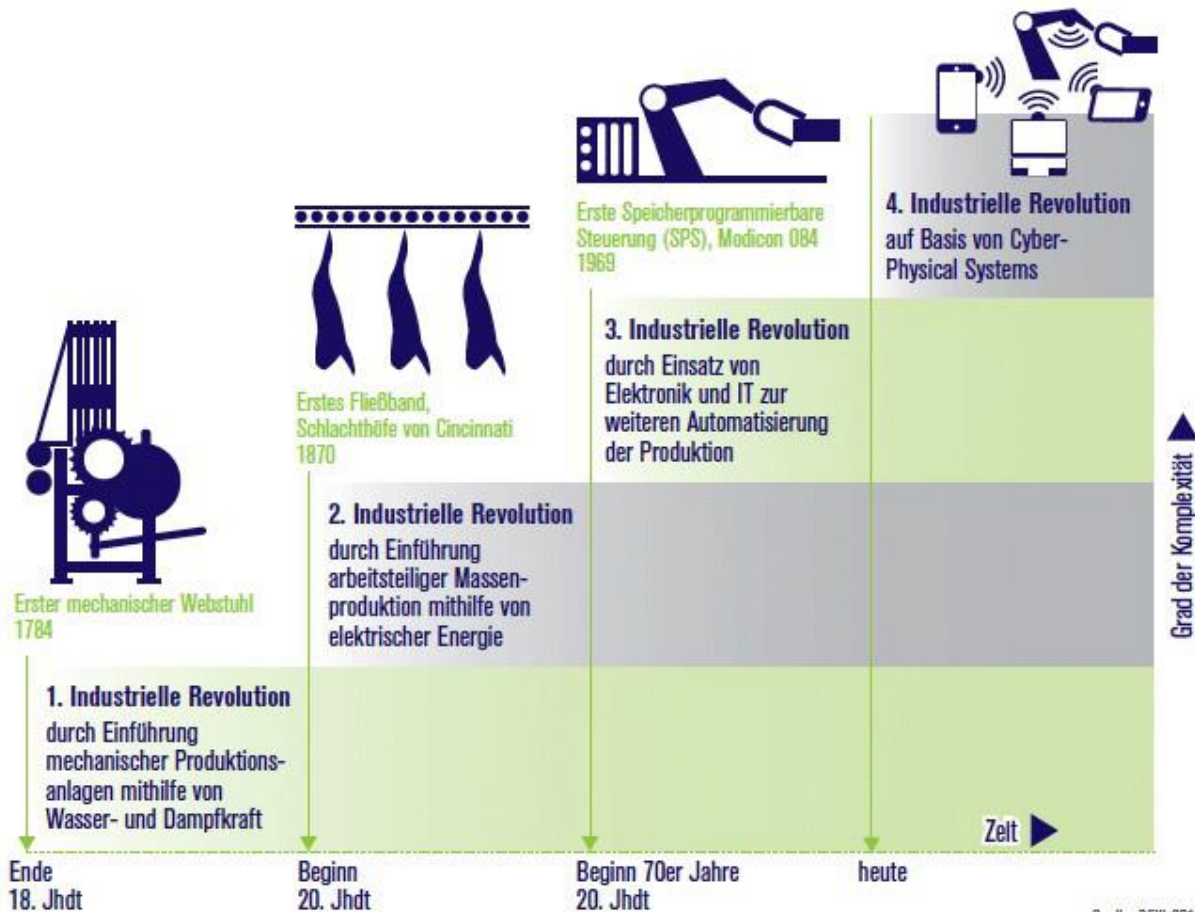 Erster mechanischer Webstuhl
1784
1. Industrielle Revolution
durch Einführung
mechanischer Produktions-
anlagen mithilfe von
Wasser- und Dampfkraft
Ende
18. Jhdt
Erstes Fließband,
Schlachthöfe von Cincinnati
1870
2. Industrielle Revolution
durch Einführung
arbeitsteiliger Massen-
produktion mithilfe von
elektrischer Energie
Beginn
20. Jhdt
Erste Speicherprogrammierbare
Steuerung (SPS), Modicon 084
1969
3. Industrielle Revolution
durch Einsatz von
Elektronik und IT zur
weiteren Automatisierung
der Produktion
Beginn 70er Jahre
20. Jhdt
4. Industrielle Revolution
auf Basis von Cyber-
Physical Systems
heute
Zeit
Grad der Komplexität